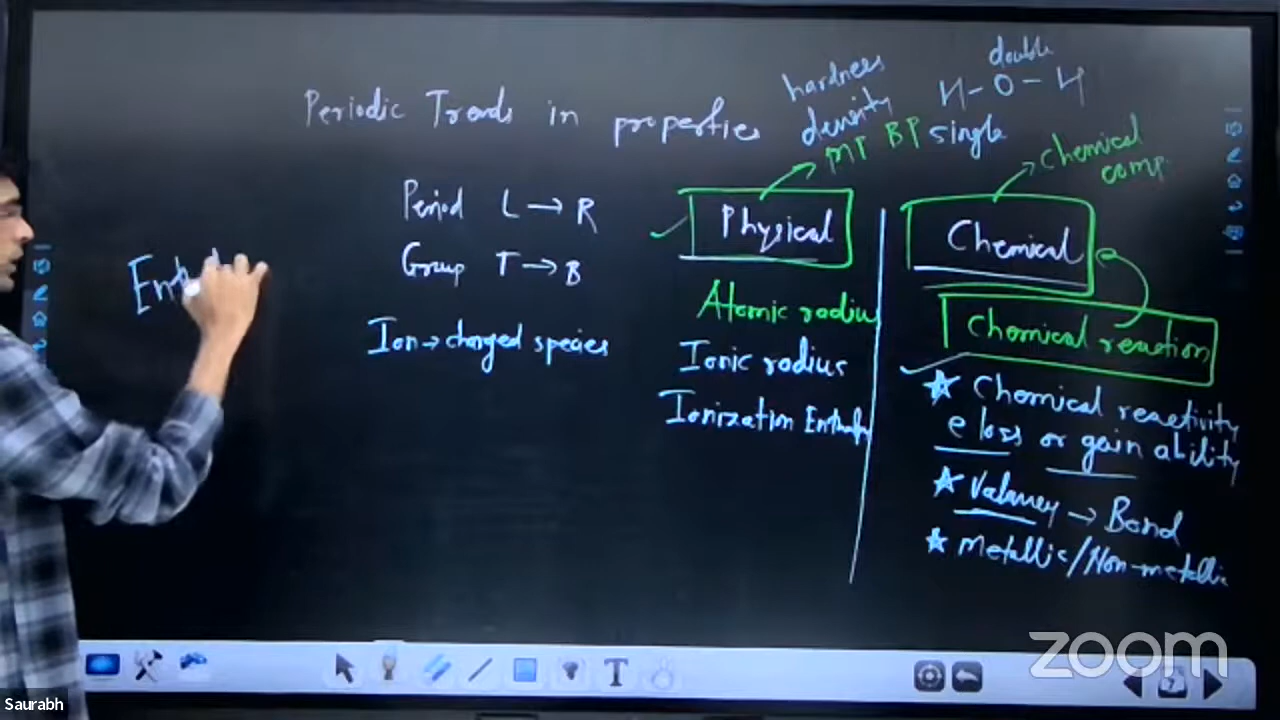 Periodic Trends in properties
hardness
density
MP BP
double
H-O-H
single
Chemical
comp
Period L → R
Group T → B
Ion → charged species
Physical
Atomic radius
Ionic radius
Ionization Enthalpy
Chemical
Chemical reaction
★ Chemical reactivity
e loss or gain ability
★ Valancy → Bond
★ Metallic/Non-metallic
Enth
T
zoom
Saurabh